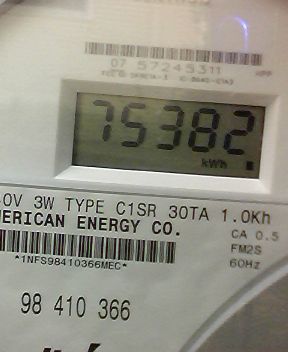 07 57245311
75382
kWh
0V 3W TYPE C1SR 30TA 1.0Kh
MERICAN ENERGY CO.
CA 0.5
FM2S
*1NFS98410366MEC*
60Hz
98 410 366